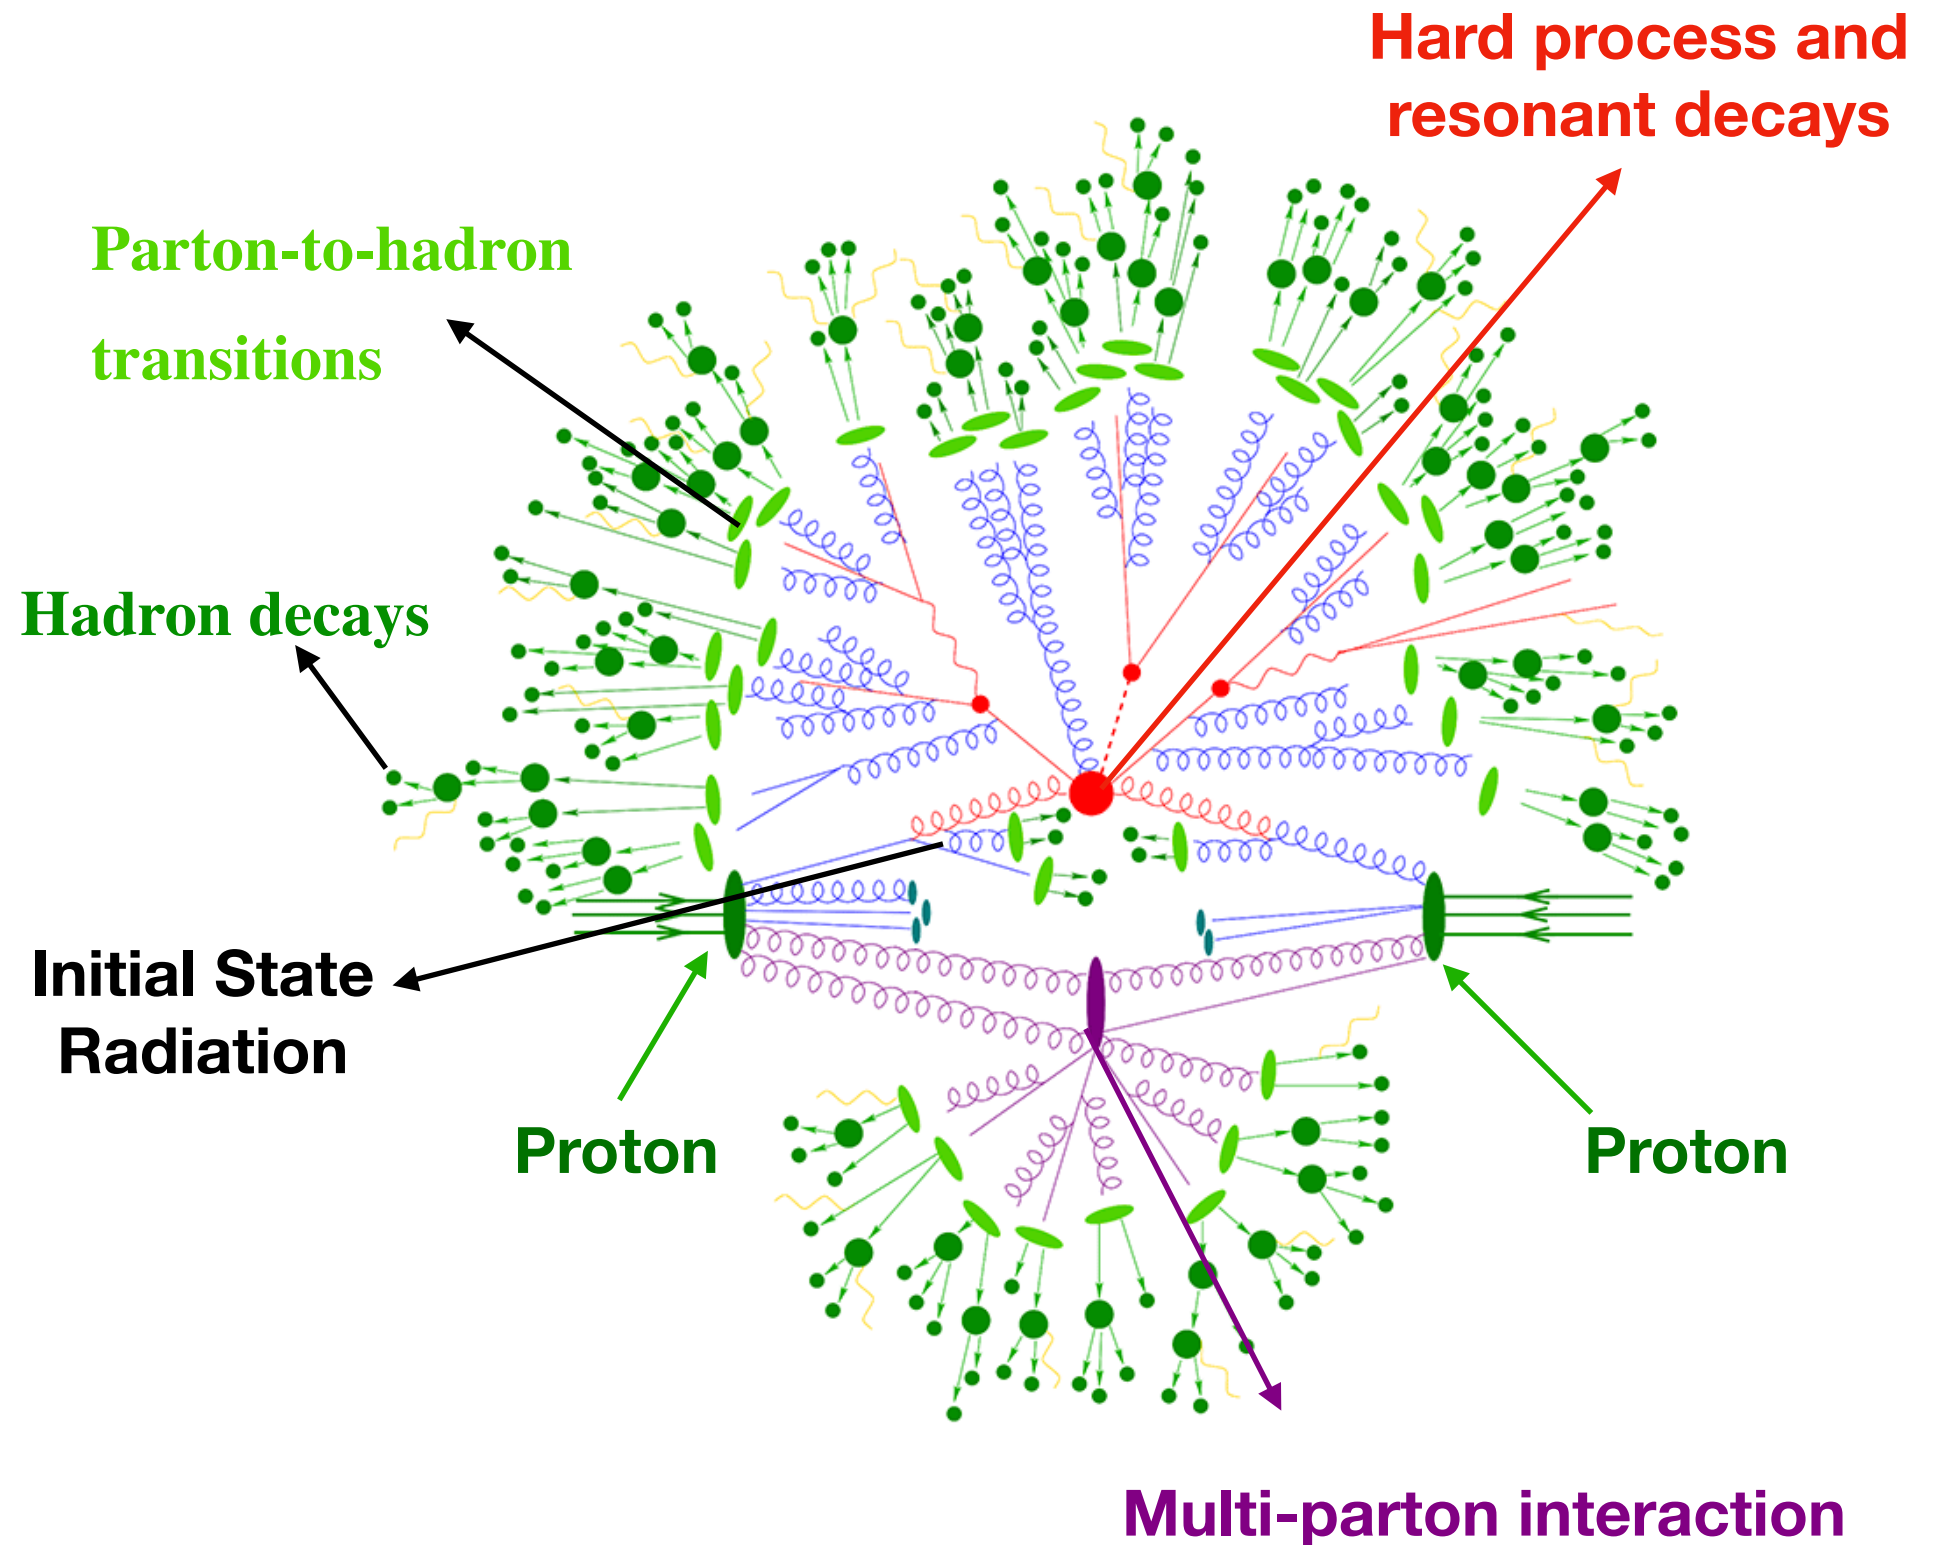 Hard process and
resonant decays
Parton-to-hadron
transitions
Hadron decays
Initial State
Radiation
Proton
Proton
Multi-parton interaction